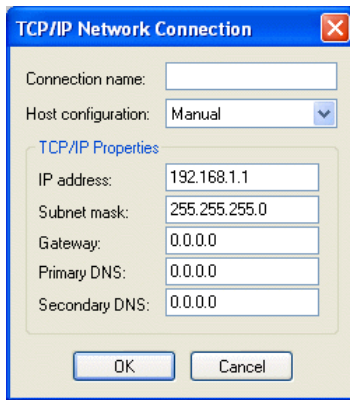 TCP/IP Network Connection
Connection name:
Host configuration: Manual
TCP/IP Properties
IP address: 192.168.1.1
Subnet mask: 255.255.255.0
Gateway: 0.0.0.0
Primary DNS: 0.0.0.0
Secondary DNS: 0.0.0.0
OK Cancel